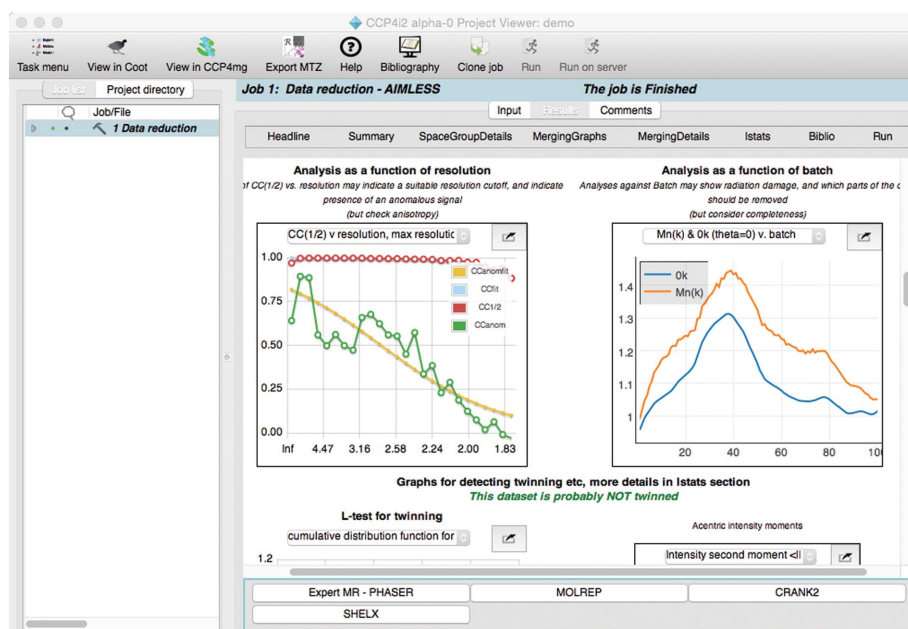 CCP4i2 alpha-0 Project Viewer: demo
Task menu View in Coot View in CCP4mg Export MTZ Help Bibliography Clone job Run Run on server
Job list Project directory
Job 1: Data reduction - AIMLESS The job is Finished
Input Results Comments
Job/File
1 Data reduction
Headline Summary SpaceGroupDetails MergingGraphs MergingDetails Istats Biblio Run
Analysis as a function of resolution
of CC(1/2) vs. resolution may indicate a suitable resolution cutoff, and indicate
presence of an anomalous signal
(but check anisotropy)
CC(1/2) v resolution, max resolutic
1.00
0.75
0.50
0.25
0.00
Inf 4.47 3.16 2.58 2.24 2.00 1.83
CCanomfit
CCfit
CC1/2
CCanom
Analysis as a function of batch
Analyses against Batch may show radiation damage, and which parts of the
should be removed
(but consider completeness)
Mn(k) & 0k (theta=0) v. batch
0k
Mn(k)
1.4
1.3
1.2
1.1
1
20 40 60 80 100
Graphs for detecting twinning etc, more details in Istats section
This dataset is probably NOT twinned
L-test for twinning
cumulative distribution function for
1.2
Acentric intensity moments
Intensity second moment <II
Expert MR - PHASER MOLREP CRANK2
SHELX